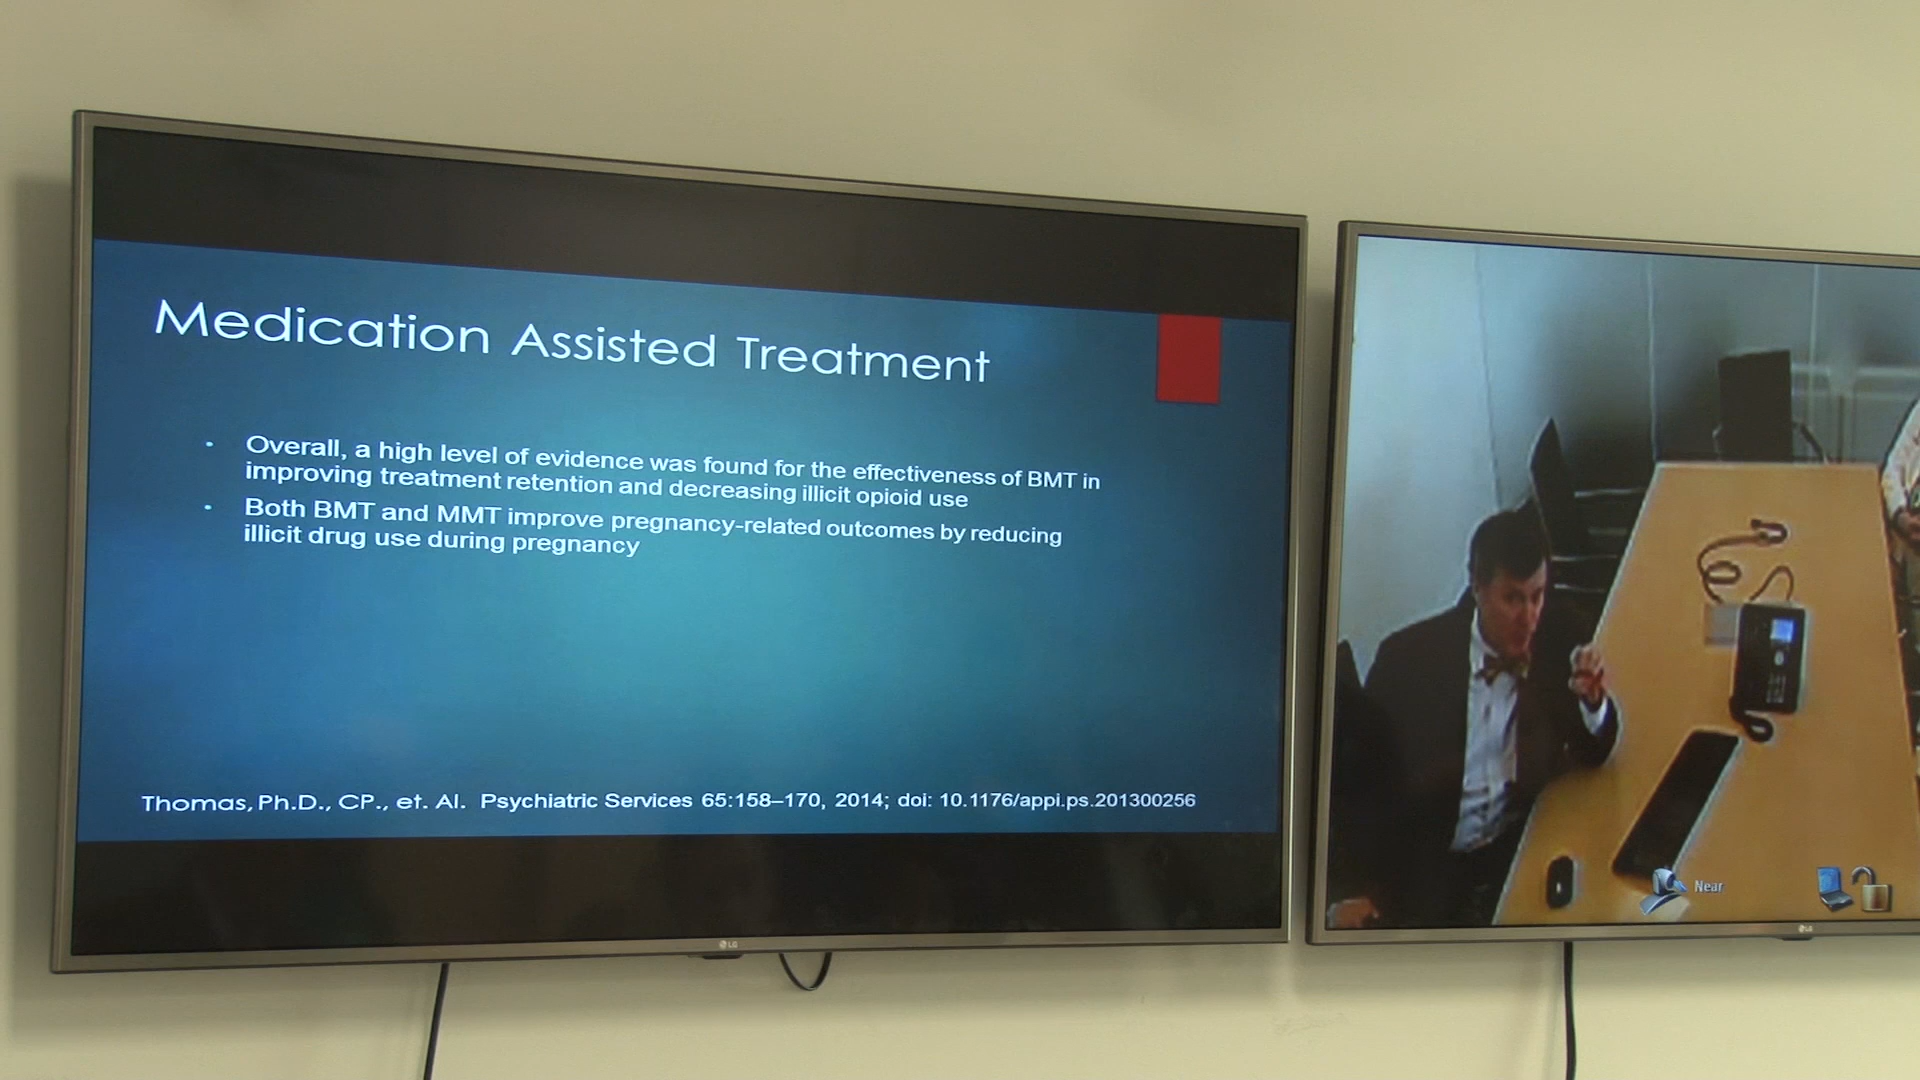 Medication Assisted Treatment
• Overall, a high level of evidence was found for the effectiveness of BMT in
improving treatment retention and decreasing illicit opioid use
• Both BMT and MMT improve pregnancy-related outcomes by reducing
illicit drug use during pregnancy
Thomas, Ph.D., CP., et. Al. Psychiatric Services 65:158–170, 2014; doi: 10.1176/appi.ps.201300256
LG
Near
LG